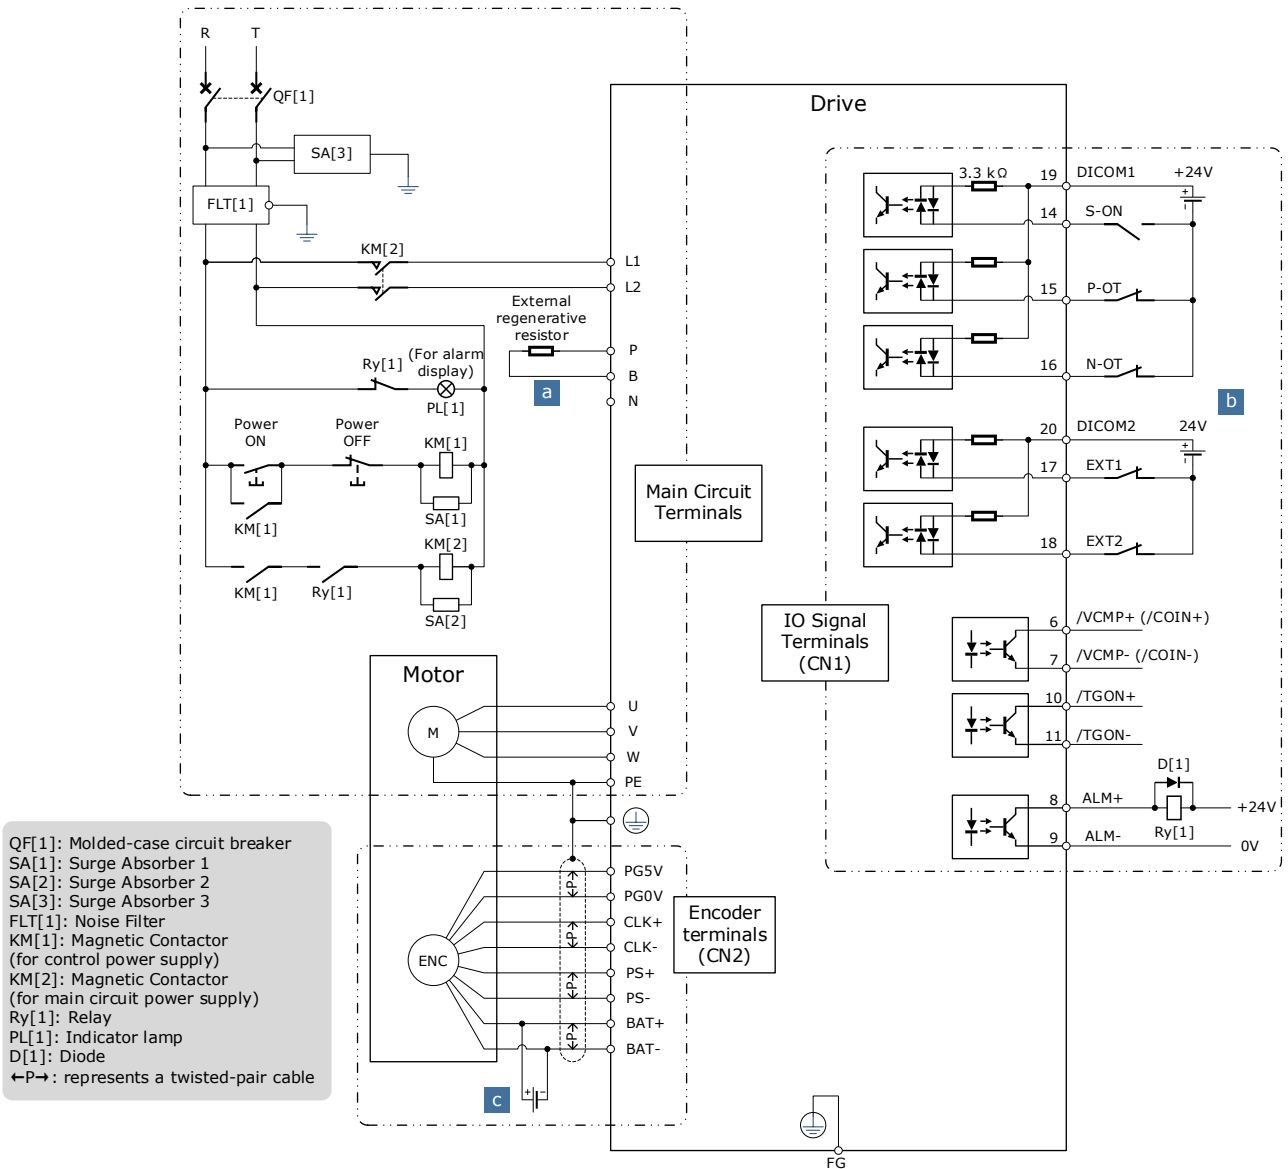 R
T
QF[1]
SA[3]
FLT[1]
KM[2]
External
regenerative
resistor
a
Ry[1]
(For alarm
display)
PL[1]
Power
ON
Power
OFF
KM[1]
KM[1]
SA[1]
KM[2]
KM[1]
Ry[1]
SA[2]
Main Circuit
Terminals
Drive
L1
L2
P
B
N
Motor
M
U
V
W
PE
ENC
P
P
P
P
PG5V
PG0V
CLK+
CLK-
PS+
PS-
BAT+
BAT-
Encoder
terminals
(CN2)
+
−
c
FG
IO Signal
Terminals
(CN1)
3.3 kΩ
19
DICOM1
+24V
+
−
14
S-ON
15
P-OT
16
N-OT
b
20
DICOM2
24V
+
−
17
EXT1
18
EXT2
6
/VCMP+ (/COIN+)
7
/VCMP- (/COIN-)
10
/TGON+
11
/TGON-
D[1]
8
ALM+
+24V
Ry[1]
9
ALM-
0V
QF[1]: Molded-case circuit breaker
SA[1]: Surge Absorber 1
SA[2]: Surge Absorber 2
SA[3]: Surge Absorber 3
FLT[1]: Noise Filter
KM[1]: Magnetic Contactor
(for control power supply)
KM[2]: Magnetic Contactor
(for main circuit power supply)
Ry[1]: Relay
PL[1]: Indicator lamp
D[1]: Diode
←P→: represents a twisted-pair cable